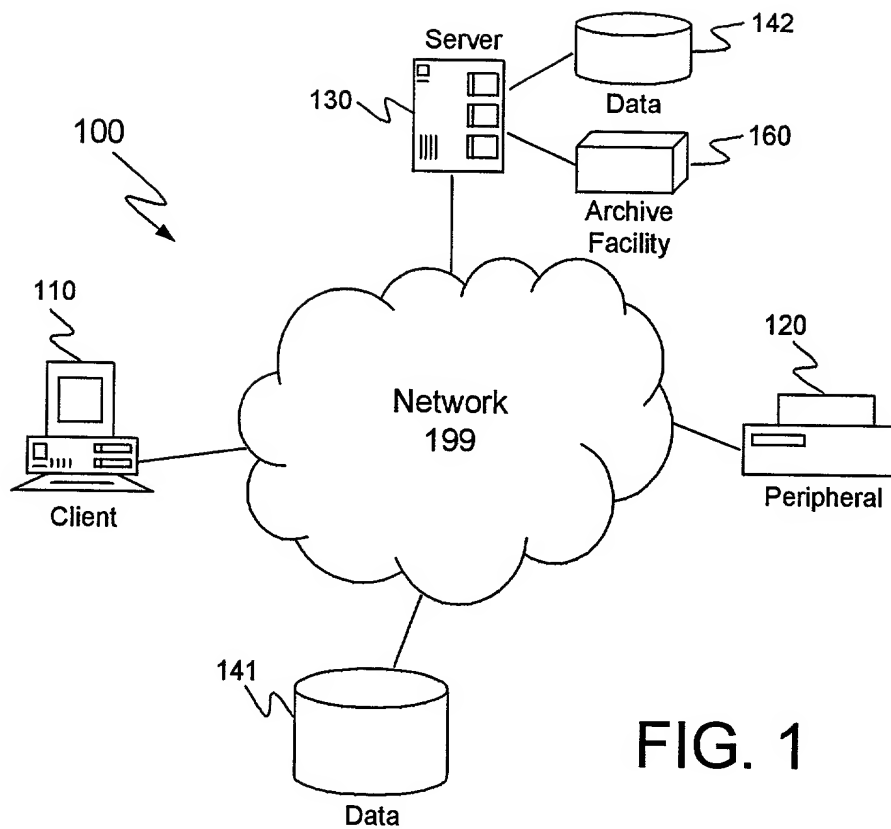 Server
142
130
Data
100
160
Archive
Facility
110
120
Network
199
Client
Peripheral
141
FIG. 1
Data